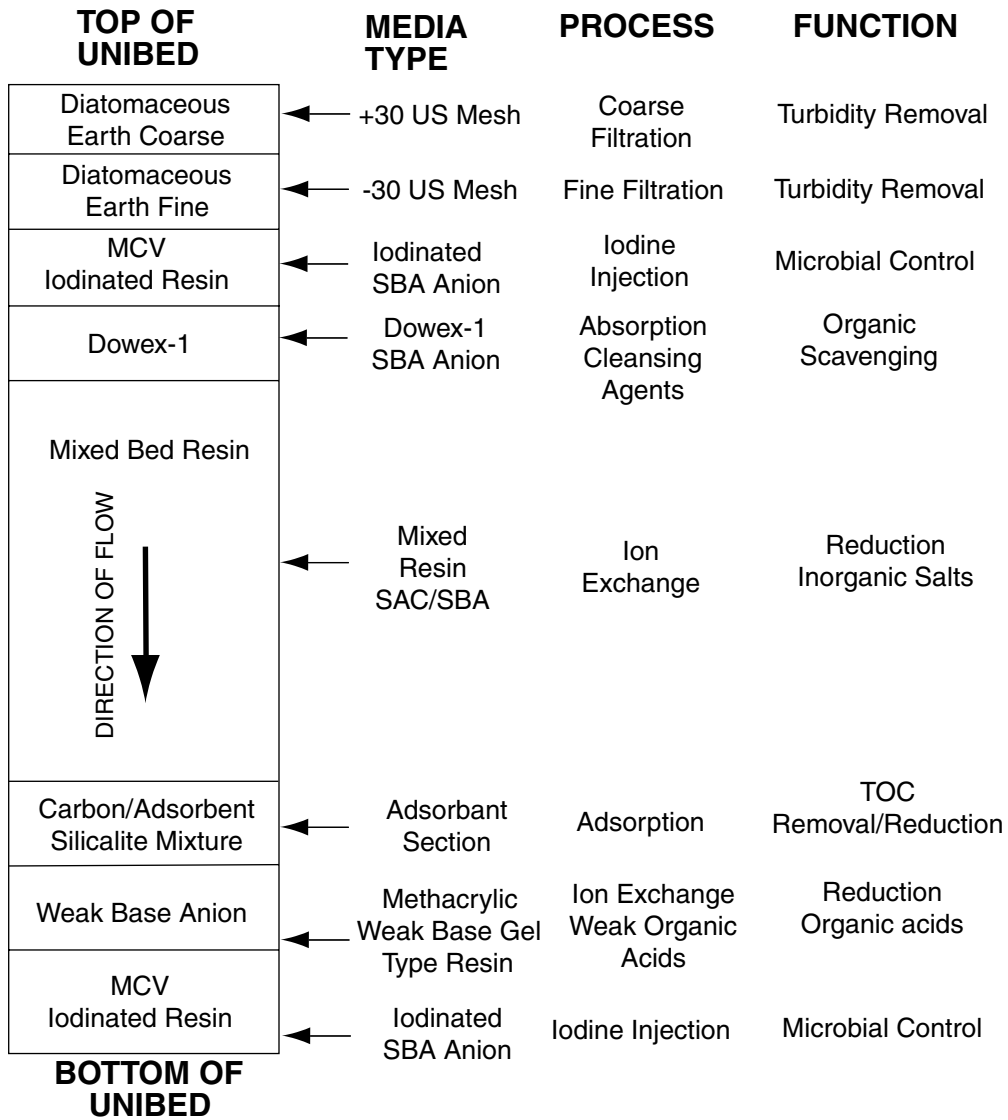 TOP OF
UNIBED
MEDIA
TYPE
PROCESS
FUNCTION
Diatomaceous
Earth Coarse
+30 US Mesh
Coarse
Filtration
Turbidity Removal
Diatomaceous
Earth Fine
-30 US Mesh
Fine Filtration
Turbidity Removal
MCV
Iodinated Resin
Iodinated
SBA Anion
Iodine
Injection
Microbial Control
Dowex-1
Dowex-1
SBA Anion
Absorption
Cleansing
Agents
Organic
Scavenging
Mixed Bed Resin
DIRECTION OF FLOW
Mixed
Resin
SAC/SBA
Ion
Exchange
Reduction
Inorganic Salts
Carbon/Adsorbent
Silicalite Mixture
Adsorbant
Section
Adsorption
TOC
Removal/Reduction
Weak Base Anion
Methacrylic
Weak Base Gel
Type Resin
Ion Exchange
Weak Organic
Acids
Reduction
Organic acids
MCV
Iodinated Resin
Iodinated
SBA Anion
Iodine Injection
Microbial Control
BOTTOM OF
UNIBED